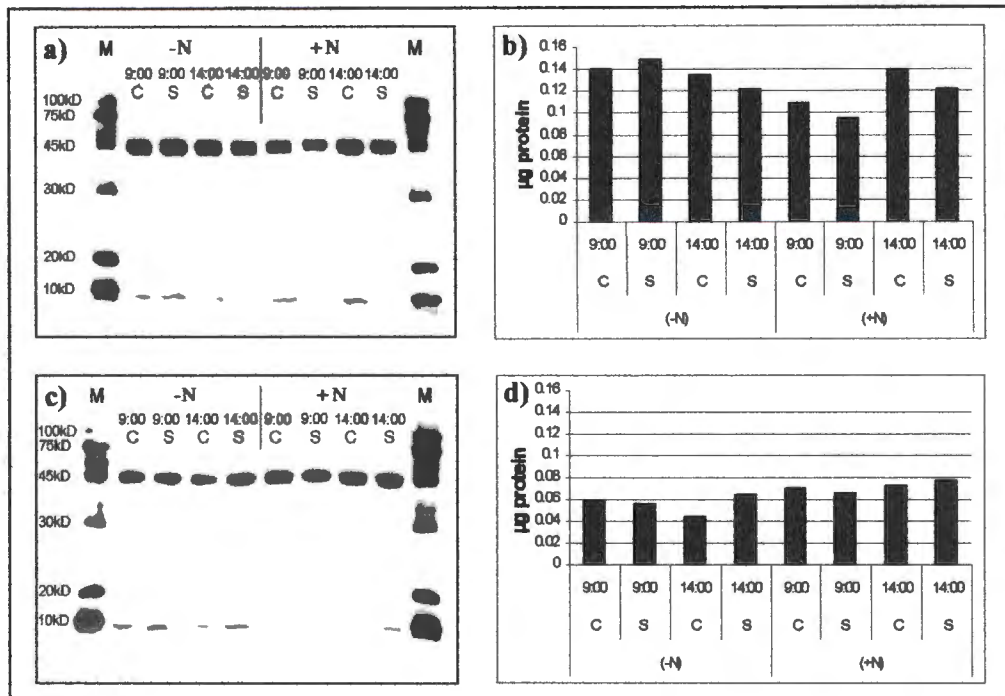 a) M -N +N M
9:00 9:00 14:00 14:00 9:00 9:00 14:00 14:00
C S C S C S C S
100kD
75kD
45kD
30kD
20kD
10kD
b)
µg protein
0.16
0.14
0.12
0.1
0.08
0.06
0.04
0.02
0
9:00 9:00 14:00 14:00 9:00 9:00 14:00 14:00
C S C S C S C S
(-N) (+N)
c) M -N +N M
9:00 9:00 14:00 14:00 9:00 9:00 14:00 14:00
C S C S C S C S
100kD
75kD
45kD
30kD
20kD
10kD
d)
µg protein
0.16
0.14
0.12
0.1
0.08
0.06
0.04
0.02
0
9:00 9:00 14:00 14:00 9:00 9:00 14:00 14:00
C S C S C S C S
(-N) (+N)